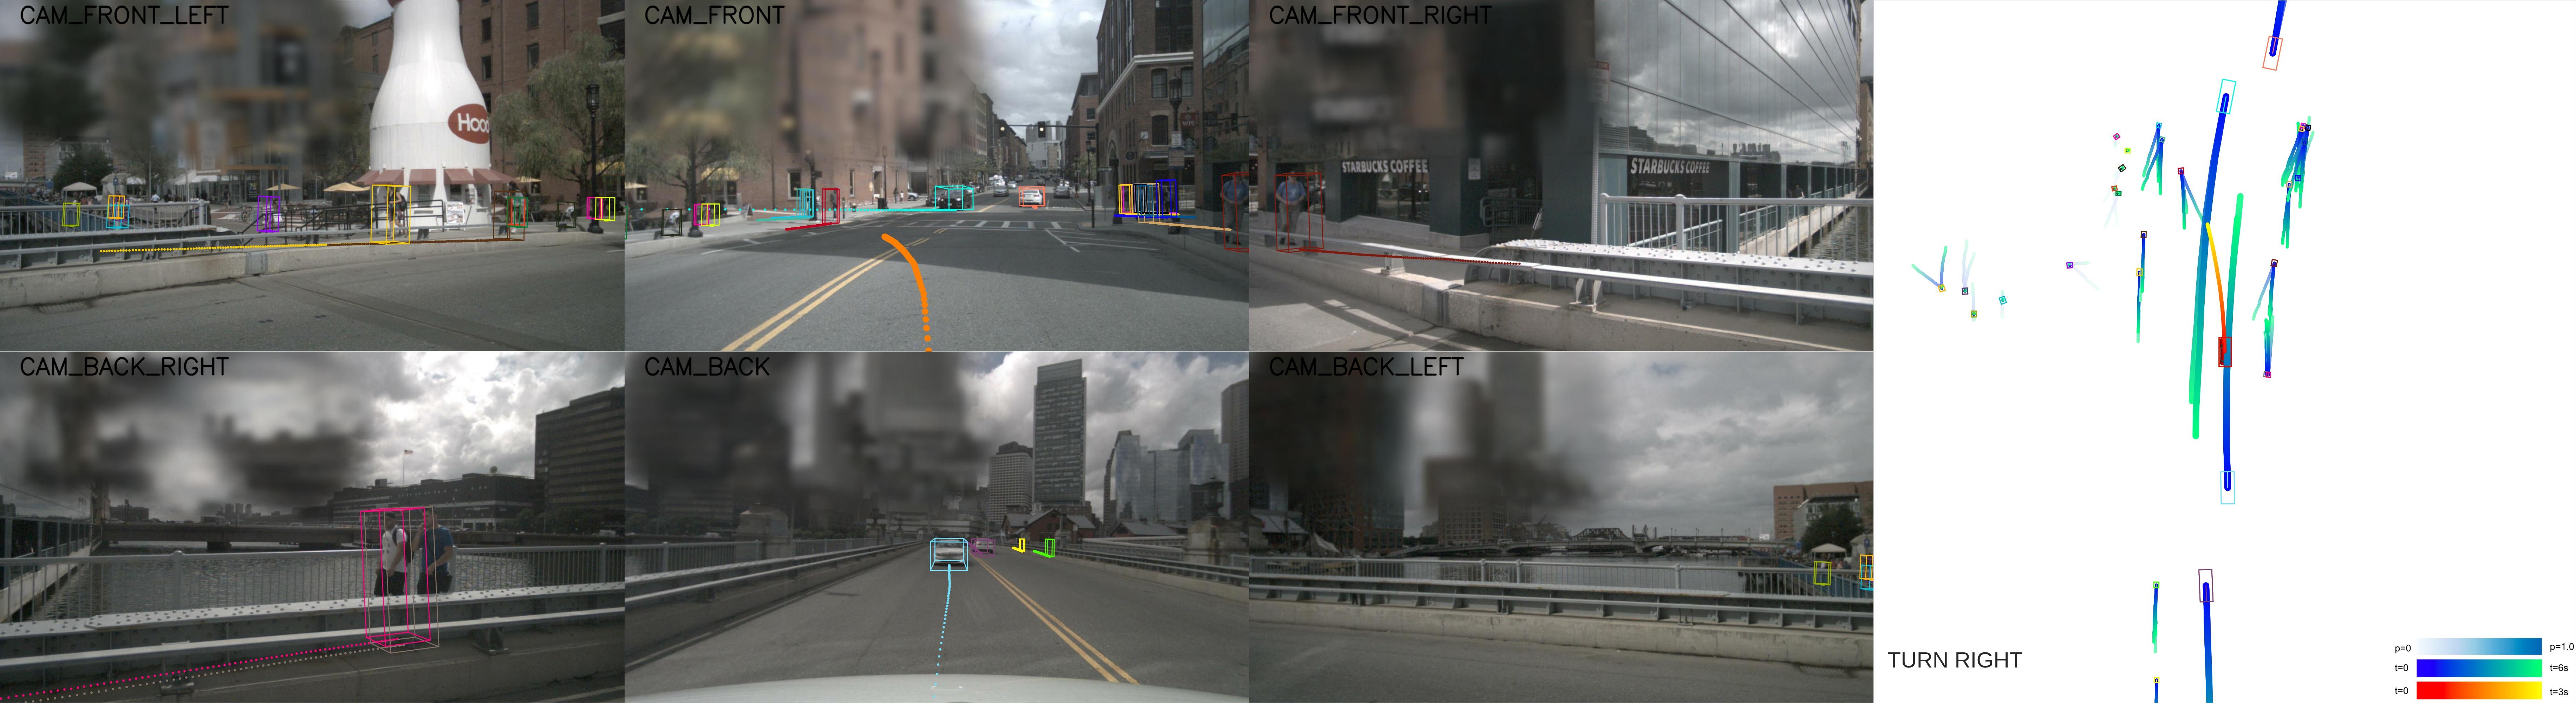 CAM_FRONT_LEFT
CAM_FRONT
CAM_FRONT_RIGHT
Hood
STARBUCKS COFFEE
STARBUCKS COFFEE
CAM_BACK_RIGHT
CAM_BACK
CAM_BACK_LEFT
TURN RIGHT
p=0
p=1.0
t=0
t=6s
t=0
t=3s